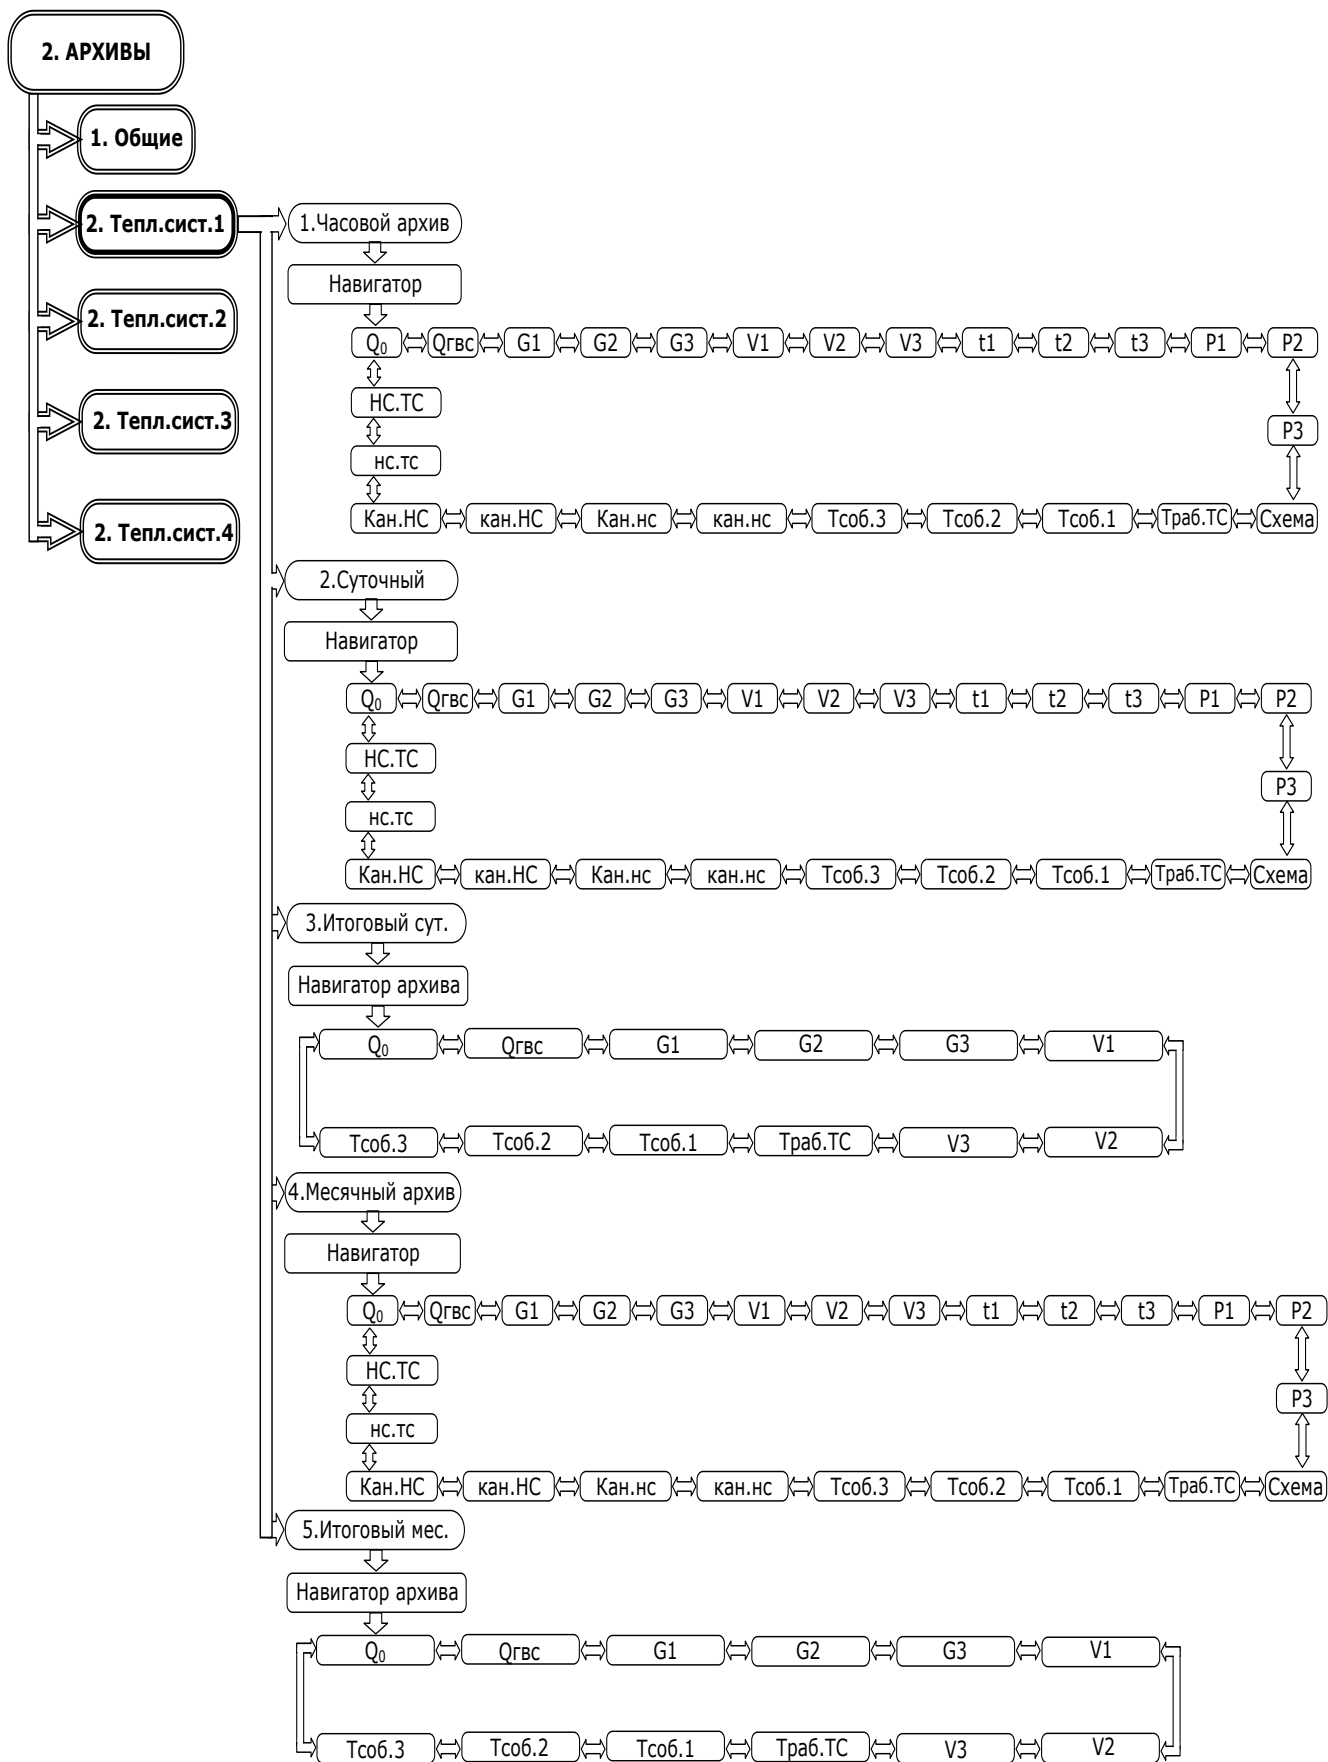 2. АРХИВЫ
1. Общие
2. Тепл.сист.1
2. Тепл.сист.2
2. Тепл.сист.3
2. Тепл.сист.4
1.Часовой архив
Навигатор
Q₀ Qгвс G1 G2 G3 V1 V2 V3 t1 t2 t3 P1 P2
НС.ТС
P3
нс.тс
Кан.НС кан.НС Кан.нс кан.нс Тсоб.3 Тсоб.2 Тсоб.1 Траб.ТС Схема
2.Суточный
Навигатор
Q₀ Qгвс G1 G2 G3 V1 V2 V3 t1 t2 t3 P1 P2
НС.ТС
P3
нс.тс
Кан.НС кан.НС Кан.нс кан.нс Тсоб.3 Тсоб.2 Тсоб.1 Траб.ТС Схема
3.Итоговый сут.
Навигатор архива
Q₀ Qгвс G1 G2 G3 V1
Тсоб.3 Тсоб.2 Тсоб.1 Траб.ТС V3 V2
4.Месячный архив
Навигатор
Q₀ Qгвс G1 G2 G3 V1 V2 V3 t1 t2 t3 P1 P2
НС.ТС
P3
нс.тс
Кан.НС кан.НС Кан.нс кан.нс Тсоб.3 Тсоб.2 Тсоб.1 Траб.ТС Схема
5.Итоговый мес.
Навигатор архива
Q₀ Qгвс G1 G2 G3 V1
Тсоб.3 Тсоб.2 Тсоб.1 Траб.ТС V3 V2